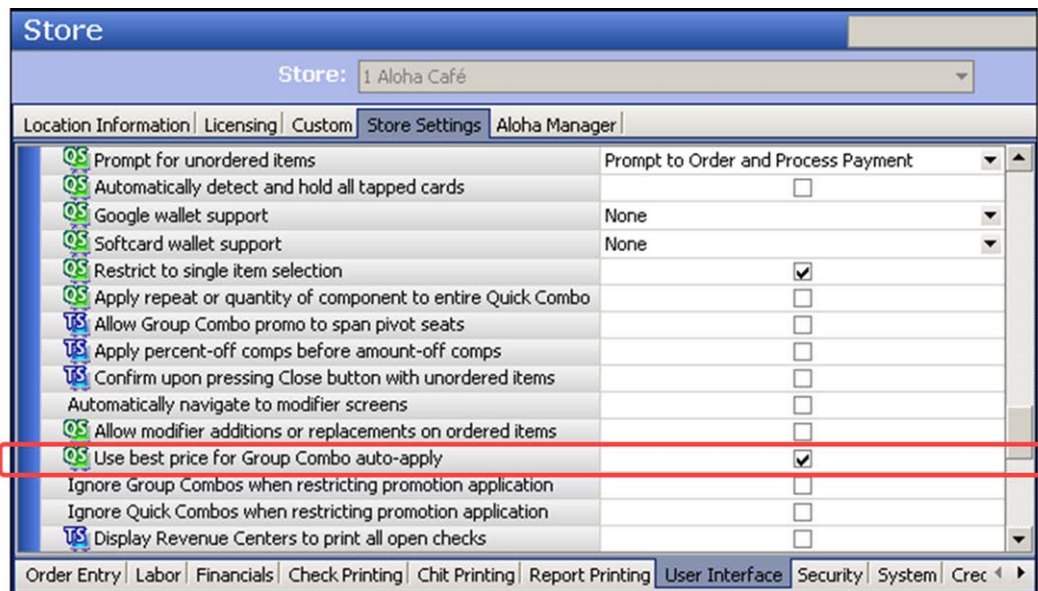 Store
Store: 1 Aloha Café
Location Information Licensing Custom Store Settings Aloha Manager
QS Prompt for unordered items Prompt to Order and Process Payment
QS Automatically detect and hold all tapped cards
QS Google wallet support None
QS Softcard wallet support None
QS Restrict to single item selection
QS Apply repeat or quantity of component to entire Quick Combo
TS Allow Group Combo promo to span pivot seats
TS Apply percent-off comps before amount-off comps
TS Confirm upon pressing Close button with unordered items
Automatically navigate to modifier screens
QS Allow modifier additions or replacements on ordered items
QS Use best price for Group Combo auto-apply
Ignore Group Combos when restricting promotion application
Ignore Quick Combos when restricting promotion application
TS Display Revenue Centers to print all open checks
Order Entry Labor Financials Check Printing Chit Printing Report Printing User Interface Security System Crec